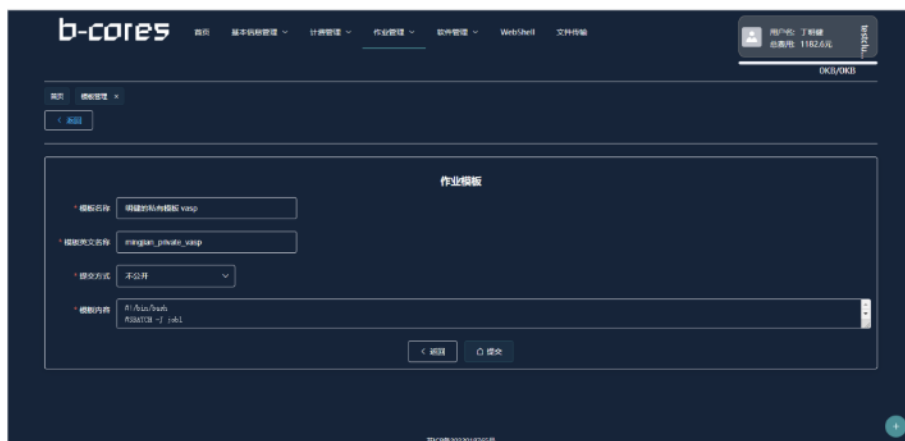 b-cores
首页 基本信息管理 计费管理 作业管理 软件管理 WebShell 文件传输
用户名: 丁明健
总费用: 1182.6元
testclu...
0KB/0KB
首页 模板管理 ×
< 返回
作业模板
* 模板名称 明健的私有模板 vasp
* 模板英文名称 mingjian_private_vasp
* 提交方式 不公开
* 模板内容 #!/bin/bash
#SBATCH -J job1
< 返回 提交